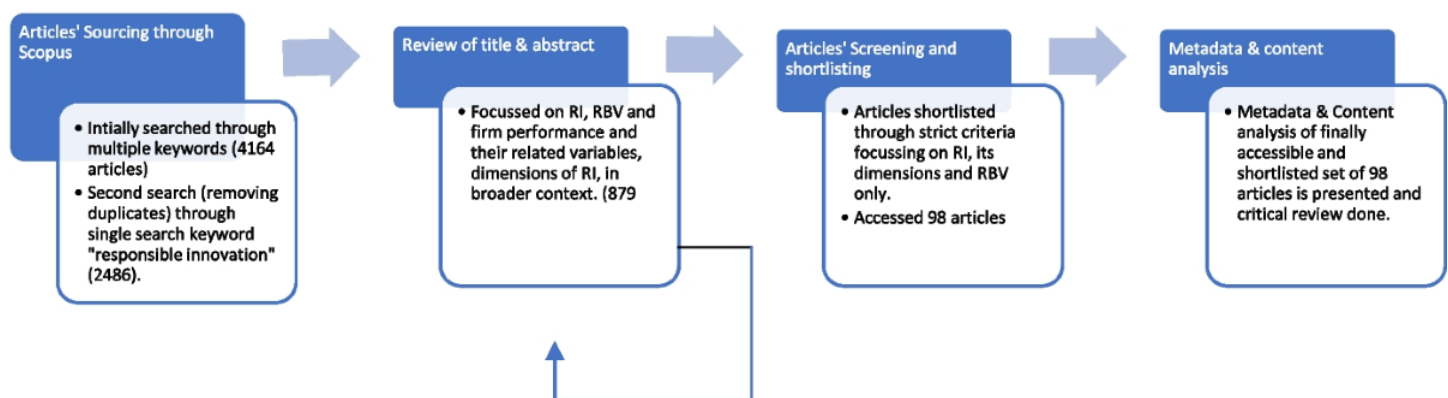 Articles' Sourcing through
Scopus
• Intially searched through
multiple keywords (4164
articles)
• Second search (removing
duplicates) through
single search keyword
"responsible innovation"
(2486).
Review of title & abstract
• Focussed on RI, RBV and
firm performance and
their related variables,
dimensions of RI, in
broader context. (879
Articles' Screening and
shortlisting
• Articles shortlisted
through strict criteria
focussing on RI, its
dimensions and RBV
only.
• Accessed 98 articles
Metadata & content
analysis
• Metadata & Content
analysis of finally
accessible and
shortlisted set of 98
articles is presented and
critical review done.